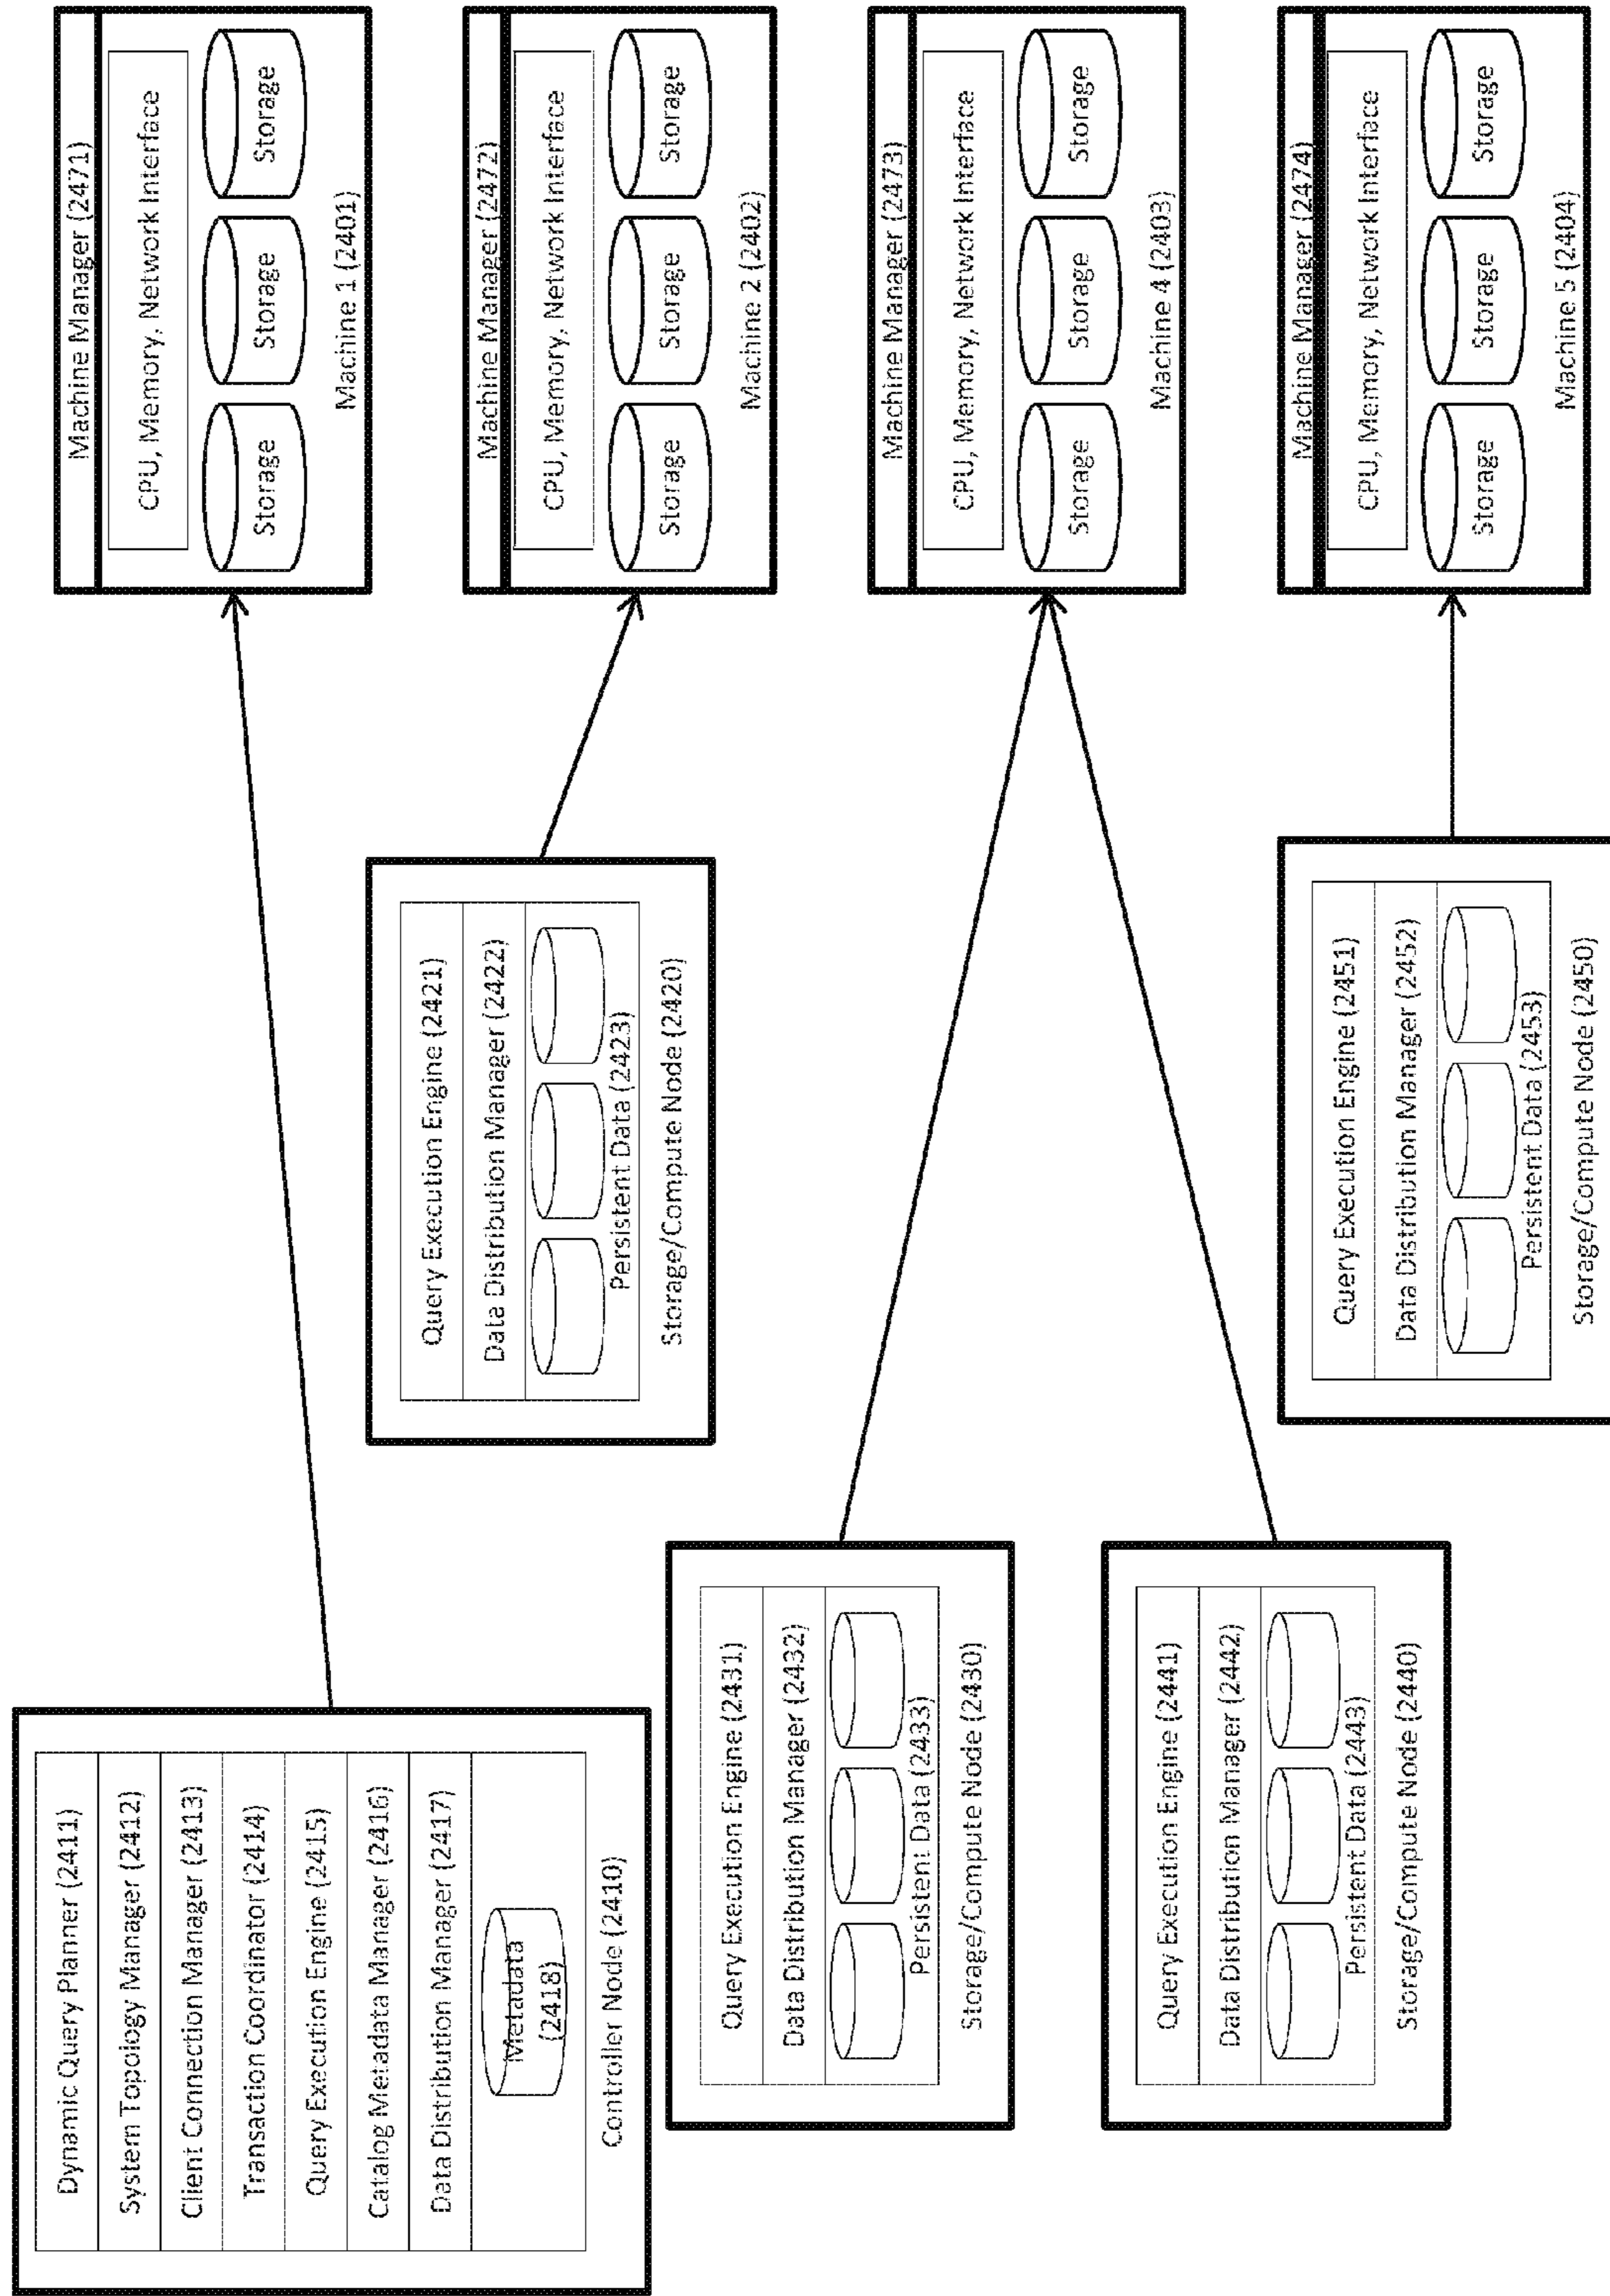 Dynamic Query Planner (2411)
System Topology Manager (2412)
Client Connection Manager (2413)
Transaction Coordinator (2414)
Query Execution Engine (2415)
Catalog Metadata Manager (2416)
Data Distribution Manager (2417)
Metadata
(2418)
Controller Node (2410)
Query Execution Engine (2421)
Data Distribution Manager (2422)
Persistent Data (2423)
Storage/Compute Node (2420)
Query Execution Engine (2431)
Data Distribution Manager (2432)
Persistent Data (2433)
Storage/Compute Node (2430)
Query Execution Engine (2441)
Data Distribution Manager (2442)
Persistent Data (2443)
Storage/Compute Node (2440)
Query Execution Engine (2451)
Data Distribution Manager (2452)
Persistent Data (2453)
Storage/Compute Node (2450)
Machine Manager (2471)
CPU, Memory, Network Interface
Storage
Storage
Storage
Machine 1 (2401)
Machine Manager (2472)
CPU, Memory, Network Interface
Storage
Storage
Storage
Machine 2 (2402)
Machine Manager (2473)
CPU, Memory, Network Interface
Storage
Storage
Storage
Machine 4 (2403)
Machine Manager (2474)
CPU, Memory, Network Interface
Storage
Storage
Storage
Machine 5 (2404)